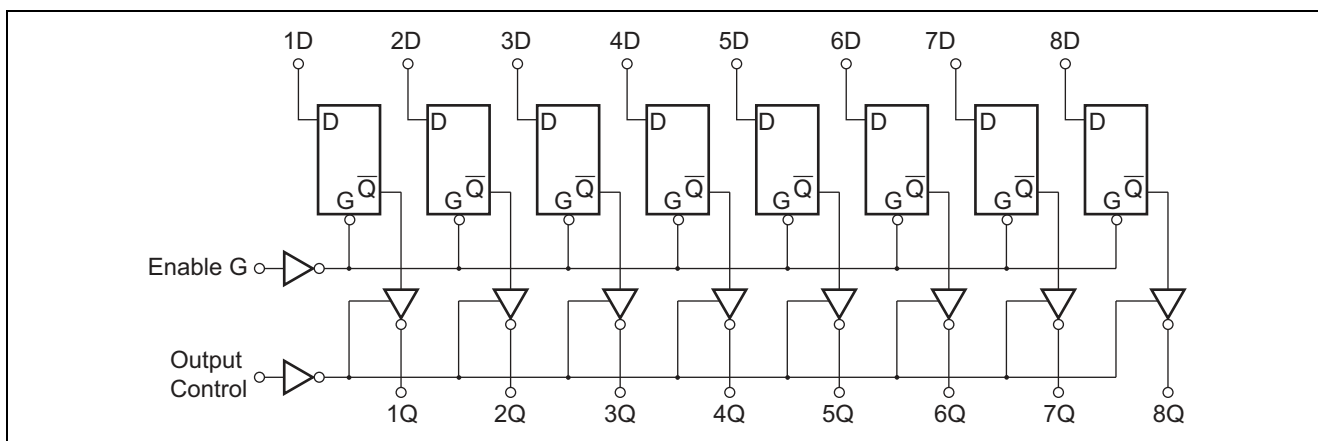 1D 2D 3D 4D 5D 6D 7D 8D
D D D D D D D D
Q̅ Q̅ Q̅ Q̅ Q̅ Q̅ Q̅ Q̅
G G G G G G G G
Enable G
Output
Control
1Q 2Q 3Q 4Q 5Q 6Q 7Q 8Q